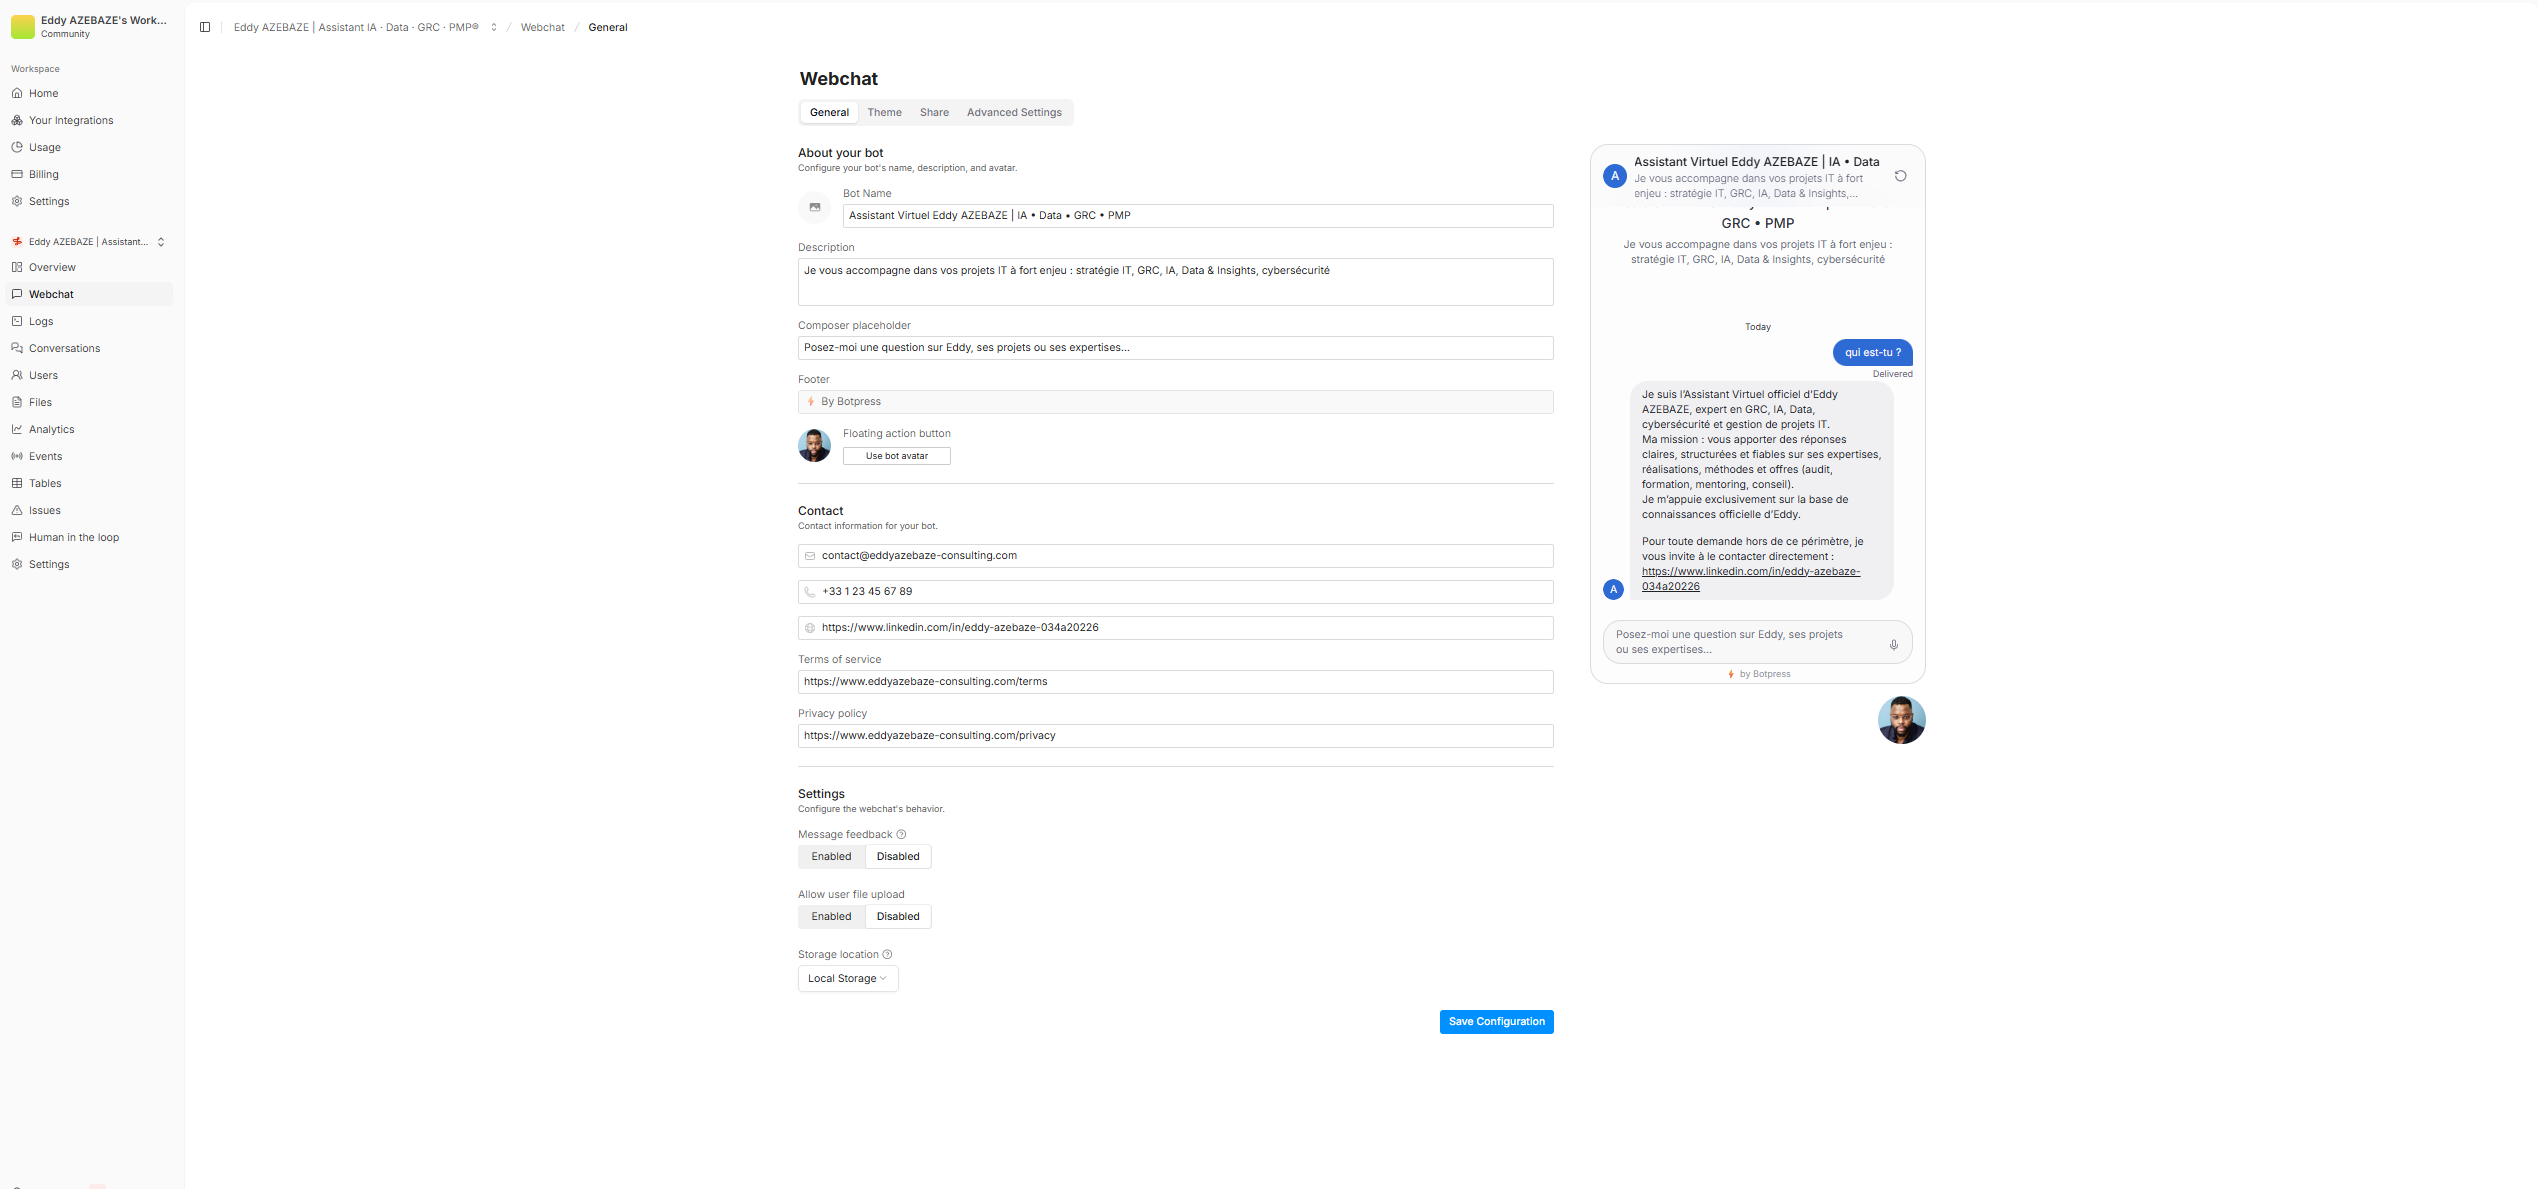 Eddy AZEBAZE's Work...
Community
Workspace
Home
Your Integrations
Usage
Billing
Settings
Eddy AZEBAZE | Assistant...
Overview
Webchat
Logs
Conversations
Users
Files
Analytics
Events
Tables
Issues
Human in the loop
Settings
Eddy AZEBAZE | Assistant IA · Data · GRC · PMP® / Webchat / General
Webchat
General Theme Share Advanced Settings
About your bot
Configure your bot's name, description, and avatar.
Bot Name
Assistant Virtuel Eddy AZEBAZE | IA • Data • GRC • PMP
Description
Je vous accompagne dans vos projets IT à fort enjeu : stratégie IT, GRC, IA, Data & Insights, cybersécurité
Composer placeholder
Posez-moi une question sur Eddy, ses projets ou ses expertises...
Footer
By Botpress
Floating action button
Use bot avatar
Contact
Contact information for your bot.
contact@eddyazebaze-consulting.com
+33 1 23 45 67 89
https://www.linkedin.com/in/eddy-azebaze-034a20226
Terms of service
https://www.eddyazebaze-consulting.com/terms
Privacy policy
https://www.eddyazebaze-consulting.com/privacy
Settings
Configure the webchat's behavior.
Message feedback
Enabled Disabled
Allow user file upload
Enabled Disabled
Storage location
Local Storage
Save Configuration
A
Assistant Virtuel Eddy AZEBAZE | IA • Data
Je vous accompagne dans vos projets IT à fort
enjeu : stratégie IT, GRC, IA, Data & Insights,...
GRC • PMP
Je vous accompagne dans vos projets IT à fort enjeu :
stratégie IT, GRC, IA, Data & Insights, cybersécurité
Today
qui est-tu ?
Delivered
Je suis l'Assistant Virtuel officiel d'Eddy
AZEBAZE, expert en GRC, IA, Data,
cybersécurité et gestion de projets IT.
Ma mission : vous apporter des réponses
claires, structurées et fiables sur ses expertises,
réalisations, méthodes et offres (audit,
formation, mentoring, conseil).
Je m'appuie exclusivement sur la base de
connaissances officielle d'Eddy.
Pour toute demande hors de ce périmètre, je
vous invite à le contacter directement :
https://www.linkedin.com/in/eddy-azebaze-
034a20226
A
Posez-moi une question sur Eddy, ses projets
ou ses expertises...
by Botpress